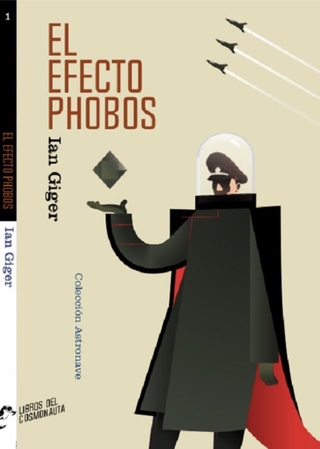 1
EL EFECTO PHOBOS
Ian Giger
EL
EFECTO
PHOBOS
Ian Giger
Colección Astronave
LIBROS DEL
COSMONAUTA